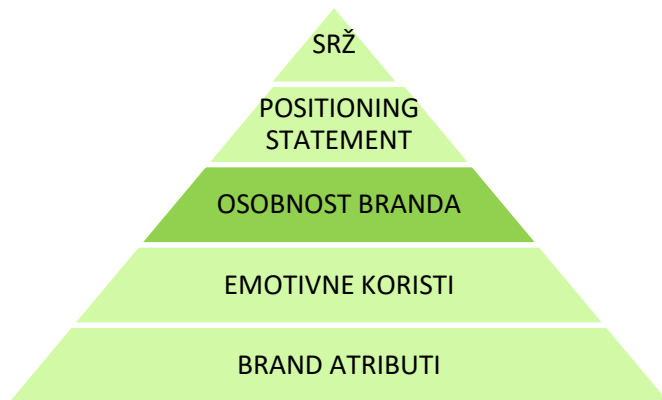 SRŽ
POSITIONING
STATEMENT
OSOBNOST BRANDA
EMOTIVNE KORISTI
BRAND ATRIBUTI